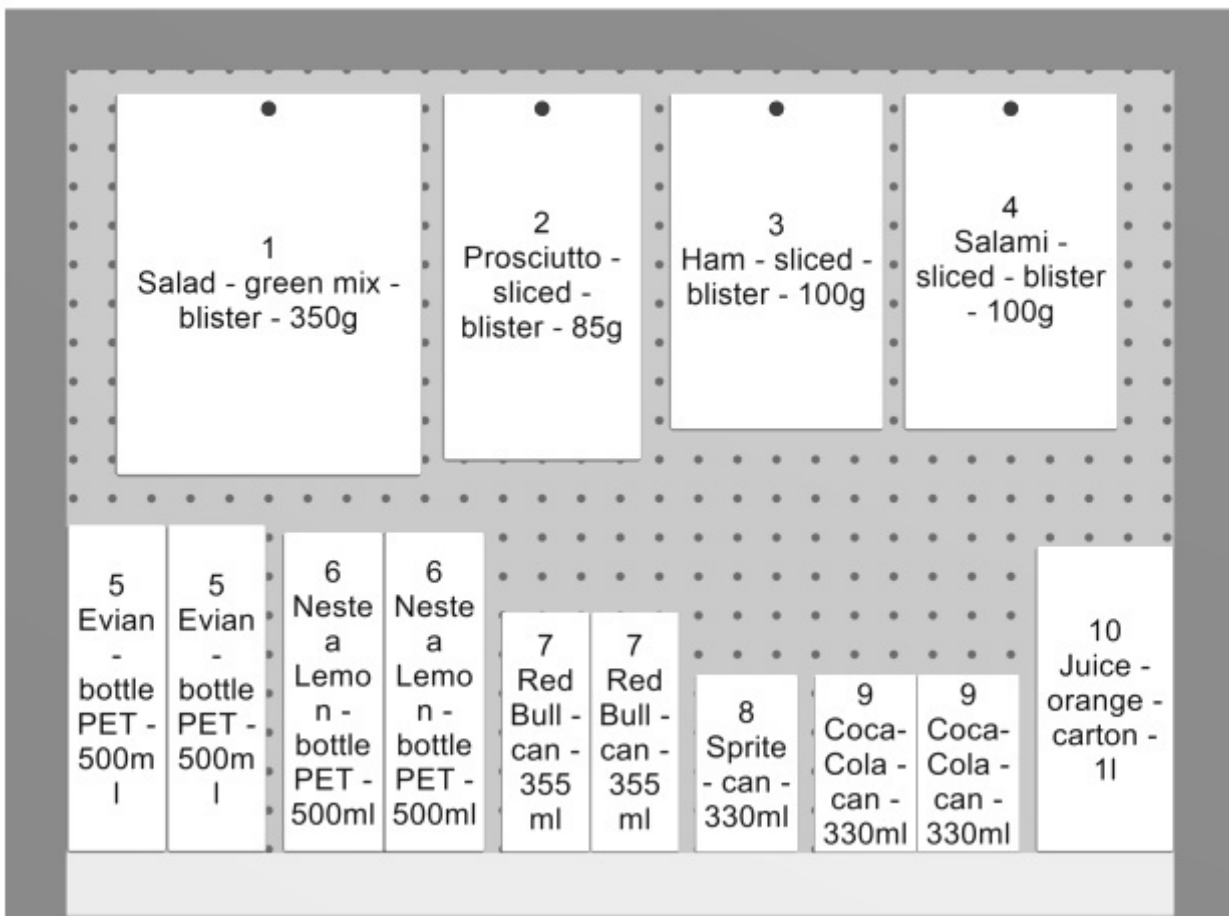 1
Salad - green mix -
blister - 350g
2
Prosciutto -
sliced -
blister - 85g
3
Ham - sliced -
blister - 100g
4
Salami -
sliced - blister
- 100g
5
Evian
-
bottle
PET -
500m
l
5
Evian
-
bottle
PET -
500m
l
6
Neste
a
Lemo
n -
bottle
PET -
500ml
6
Neste
a
Lemo
n -
bottle
PET -
500ml
7
Red
Bull -
can -
355
ml
7
Red
Bull -
can -
355
ml
8
Sprite
- can -
330ml
9
Coca-
Cola -
can -
330ml
9
Coca-
Cola -
can -
330ml
10
Juice -
orange -
carton -
1l